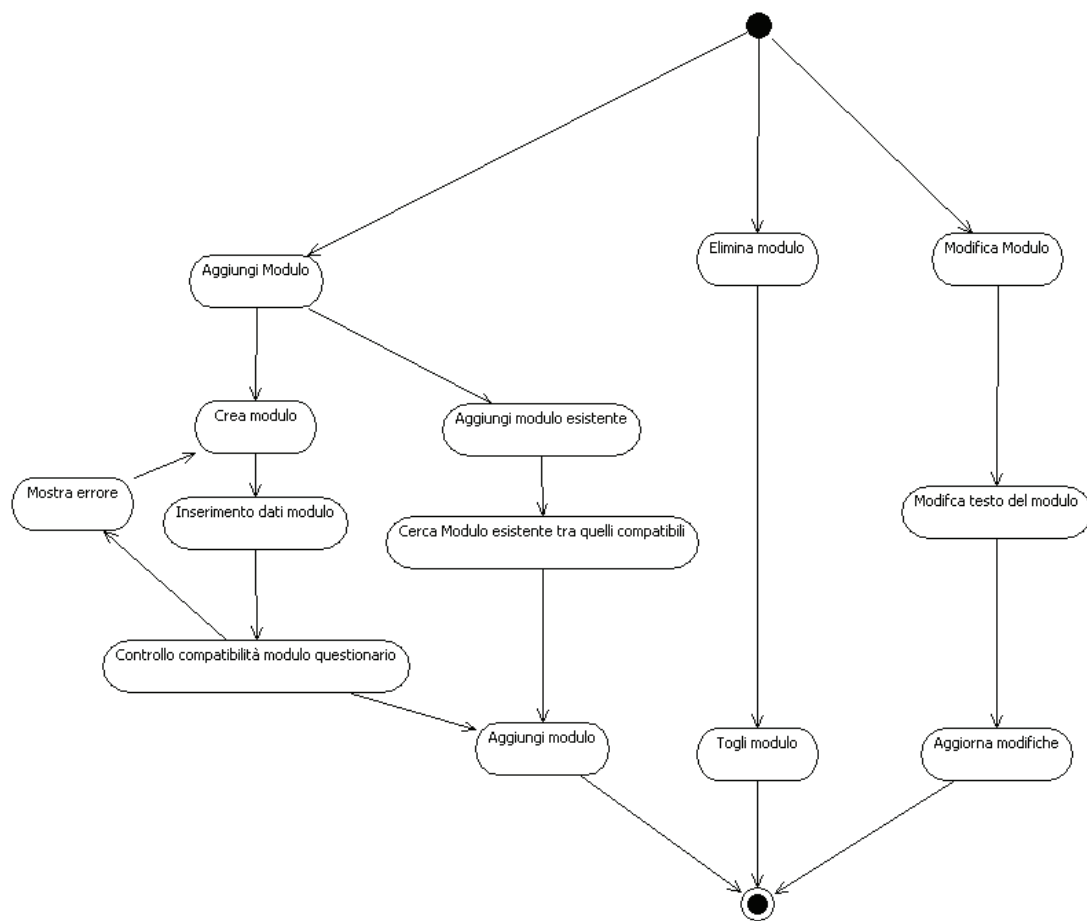 Elimina modulo
Modifica Modulo
Aggiungi Modulo
Crea modulo
Aggiungi modulo esistente
Mostra errore
Inserimento dati modulo
Modifca testo del modulo
Cerca Modulo esistente tra quelli compatibili
Controllo compatibilità modulo questionario
Aggiungi modulo
Togli modulo
Aggiorna modifiche